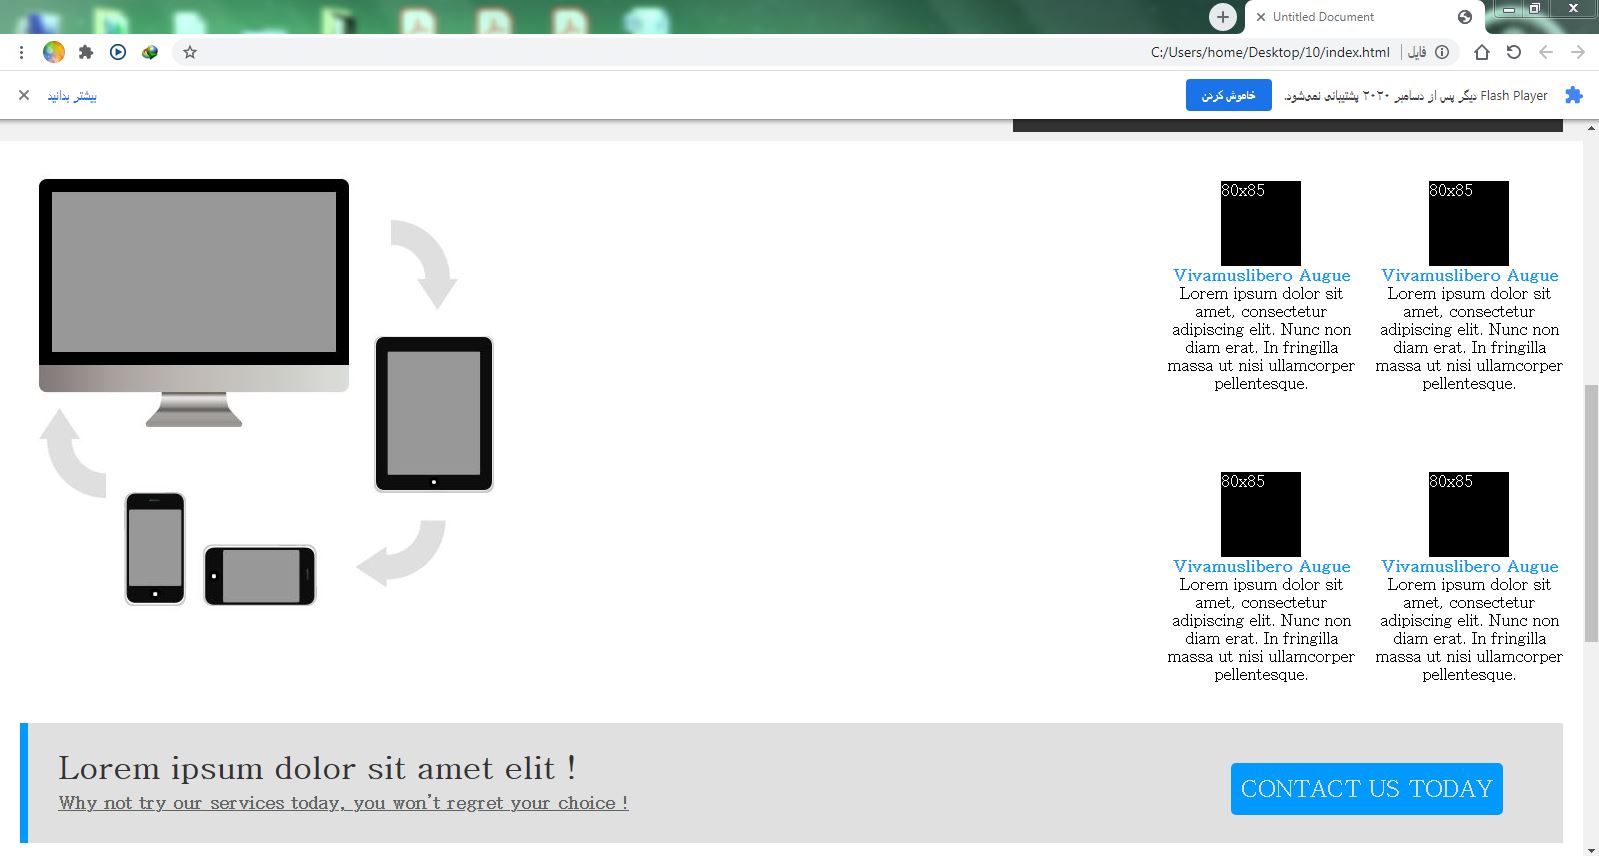 Untitled Document
C:/Users/home/Desktop/10/index.html
فایل
Flash Player دیگر پس از دسامبر ۲۰۲۰ پشتیبانی نمی‌شود.
خاموش کردن
بیشتر بدانید
80x85
Vivamuslibero Augue
Lorem ipsum dolor sit
amet, consectetur
adipiscing elit. Nunc non
diam erat. In fringilla
massa ut nisi ullamcorper
pellentesque.
80x85
Vivamuslibero Augue
Lorem ipsum dolor sit
amet, consectetur
adipiscing elit. Nunc non
diam erat. In fringilla
massa ut nisi ullamcorper
pellentesque.
80x85
Vivamuslibero Augue
Lorem ipsum dolor sit
amet, consectetur
adipiscing elit. Nunc non
diam erat. In fringilla
massa ut nisi ullamcorper
pellentesque.
80x85
Vivamuslibero Augue
Lorem ipsum dolor sit
amet, consectetur
adipiscing elit. Nunc non
diam erat. In fringilla
massa ut nisi ullamcorper
pellentesque.
Lorem ipsum dolor sit amet elit !
Why not try our services today, you won't regret your choice !
CONTACT US TODAY